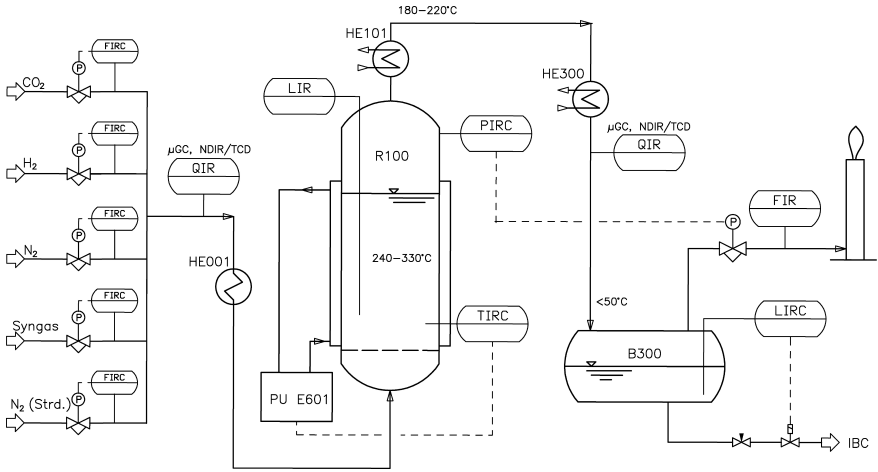 180-220°C
FIRC
P
CO₂
HE101
LIR
HE300
FIRC
P
H₂
μGC, NDIR/TCD
QIR
PIRC
R100
μGC, NDIR/TCD
QIR
FIRC
P
N₂
HE001
240-330°C
P
FIR
FIRC
P
Syngas
<50°C
TIRC
LIRC
B300
FIRC
P
N₂ (Strd.)
PU E601
IBC